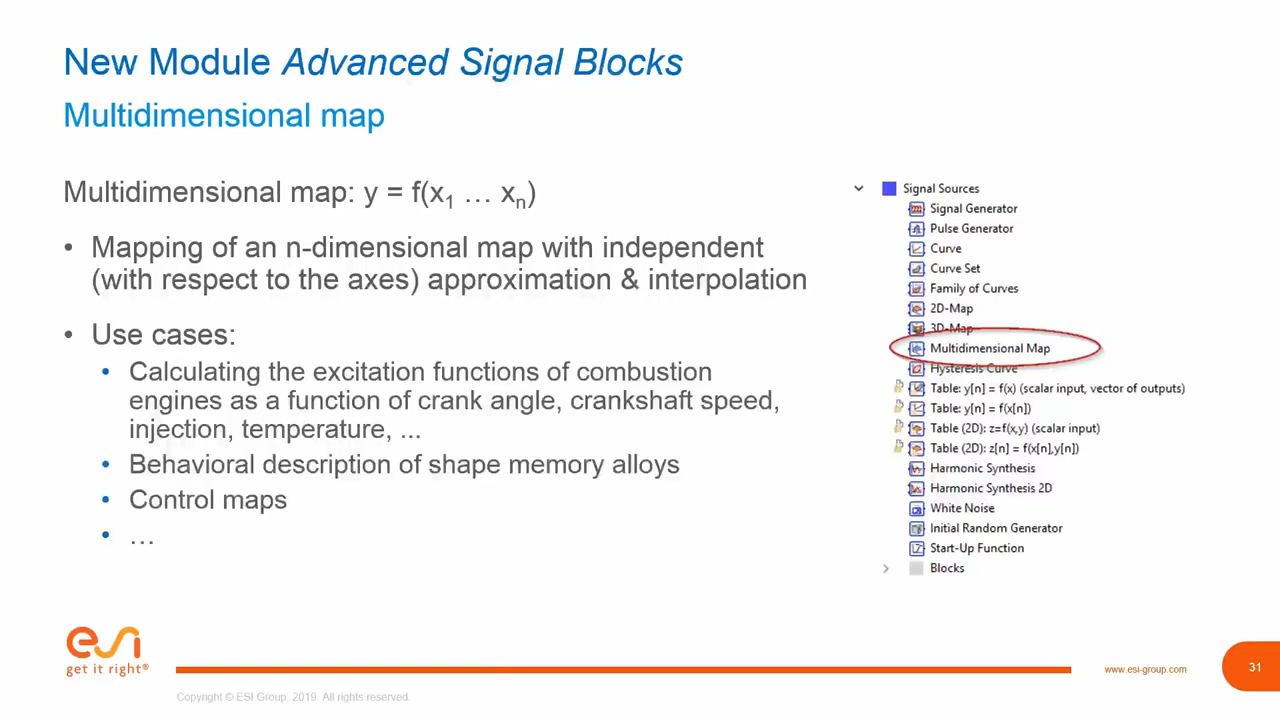 New Module Advanced Signal Blocks
Multidimensional map
Multidimensional map: y = f(x1 … xn)
• Mapping of an n-dimensional map with independent
(with respect to the axes) approximation & interpolation
• Use cases:
• Calculating the excitation functions of combustion
engines as a function of crank angle, crankshaft speed,
injection, temperature, ...
• Behavioral description of shape memory alloys
• Control maps
• …
Signal Sources
Signal Generator
Pulse Generator
Curve
Curve Set
Family of Curves
2D-Map
3D-Map
Multidimensional Map
Hysteresis Curve
Table: y[n] = f(x) (scalar input, vector of outputs)
Table: y[n] = f(x[n])
Table (2D): z=f(x,y) (scalar input)
Table (2D): z[n] = f(x[n],y[n])
Harmonic Synthesis
Harmonic Synthesis 2D
White Noise
Initial Random Generator
Start-Up Function
Blocks
esi
get it right®
www.esi-group.com
31
Copyright © ESI Group, 2019. All rights reserved.